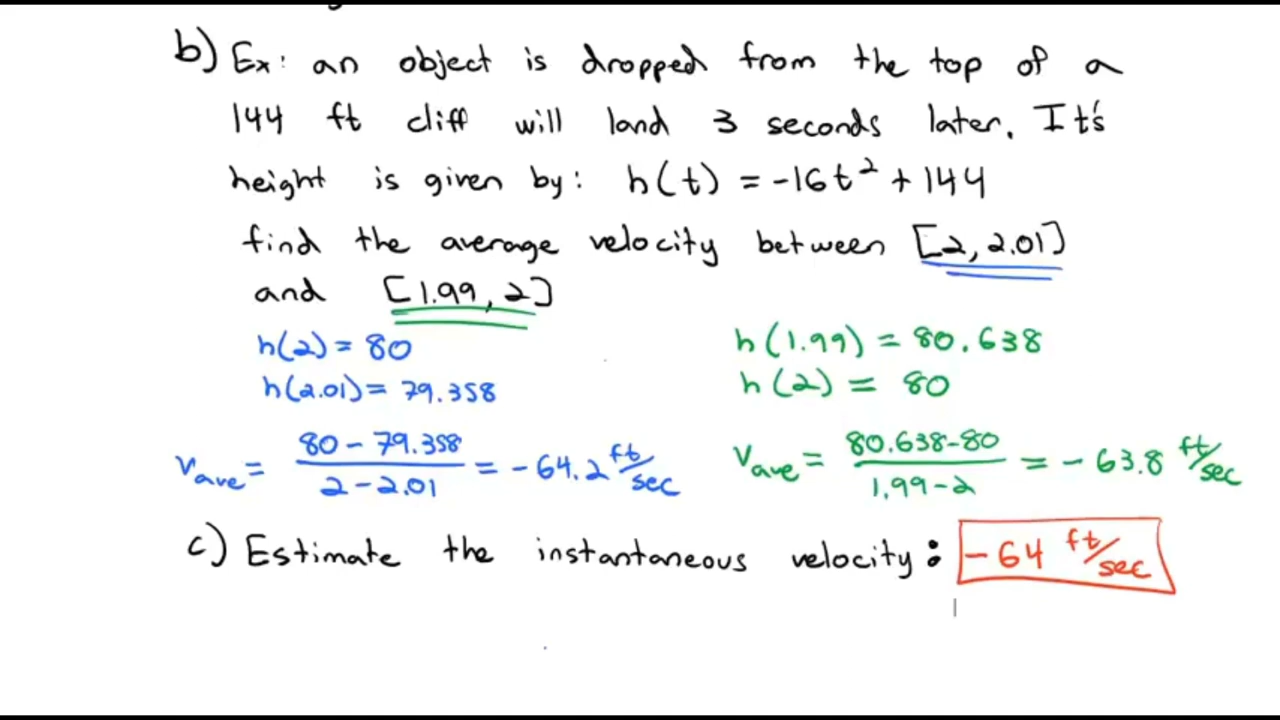 b) Ex: an object is dropped from the top of a
144 ft cliff will land 3 seconds later. It's
height is given by: h(t) = -16t² + 144
find the average velocity between [2, 2.01]
and [1.99, 2]
h(2) = 80
h(2.01) = 79.358
v_ave = (80 - 79.358)/(2 - 2.01) = -64.2 ft/sec
h(1.99) = 80.638
h(2) = 80
v_ave = (80.638-80)/(1.99-2) = -63.8 ft/sec
c) Estimate the instantaneous velocity: -64 ft/sec